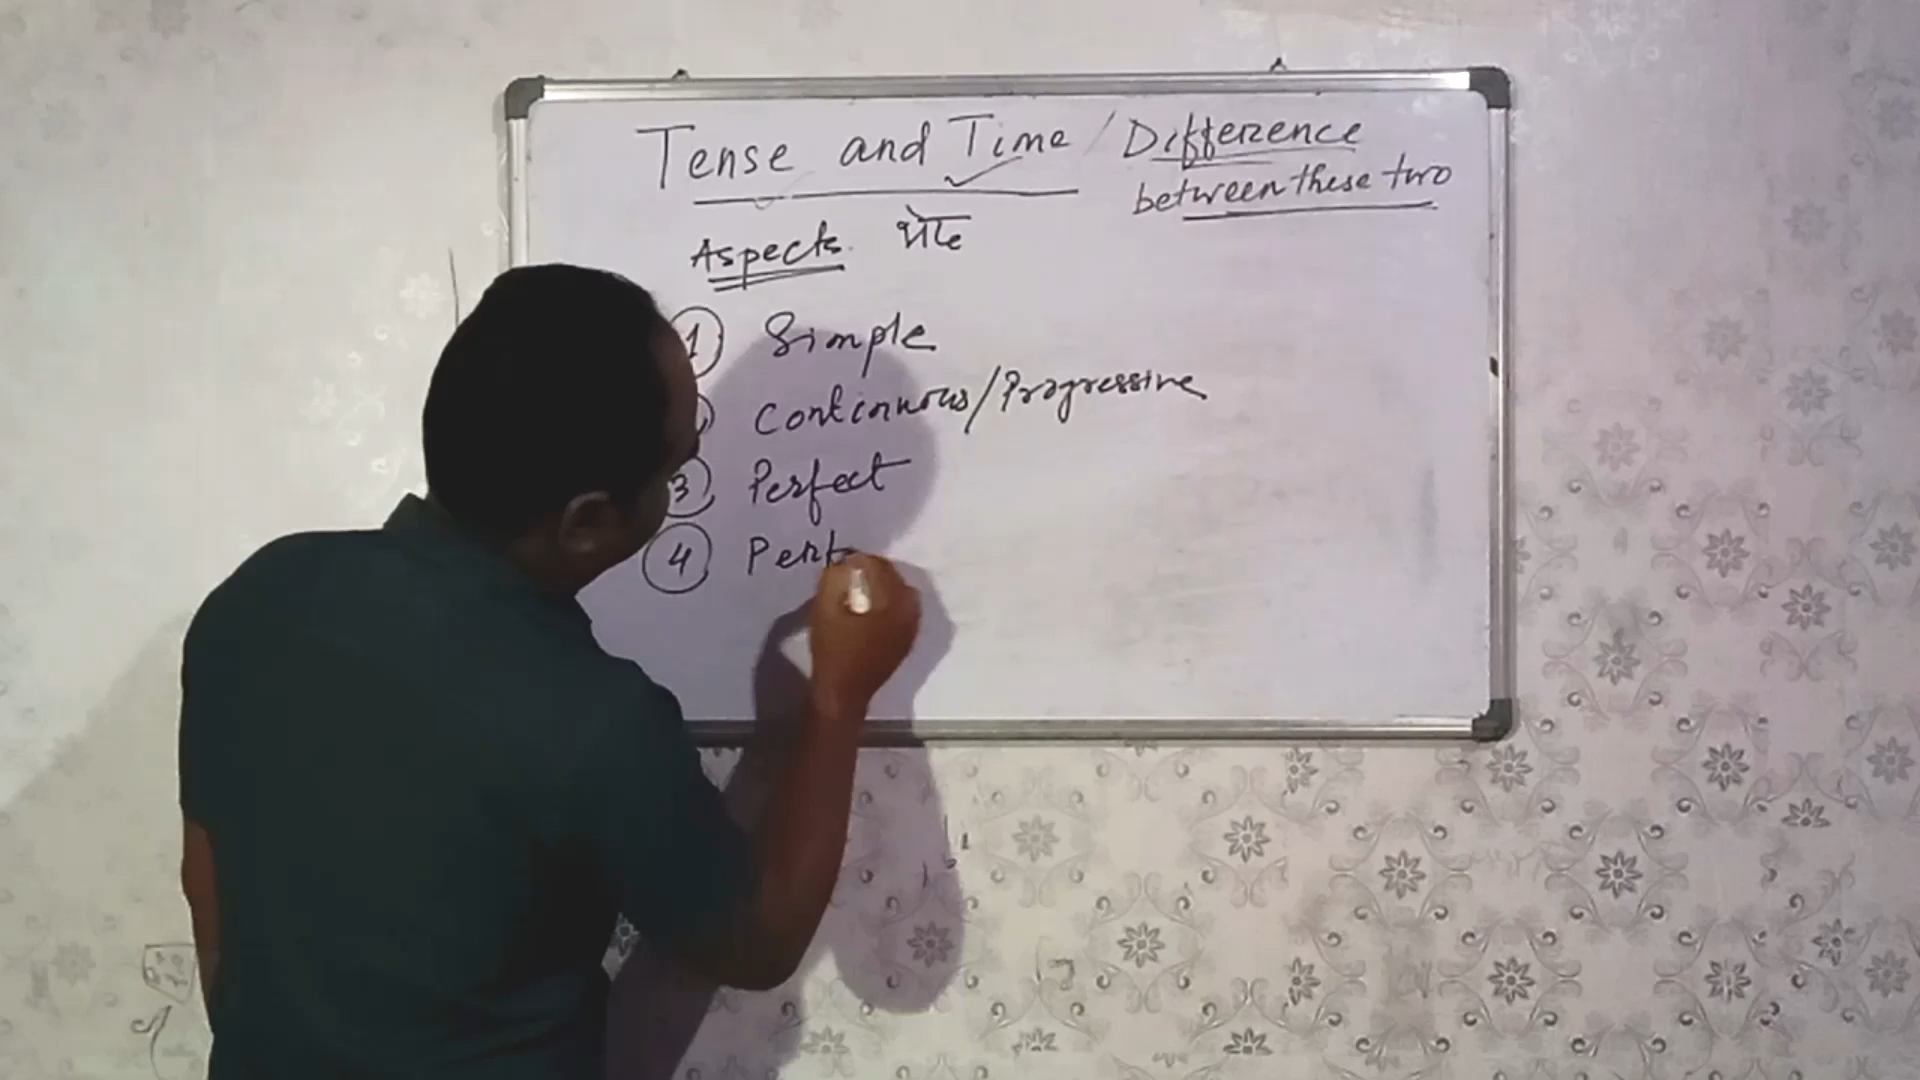 Tense and Time / Difference
between these two
Aspects भेद
1 Simple
Continuous/Progressive
3 Perfect
4 Perf